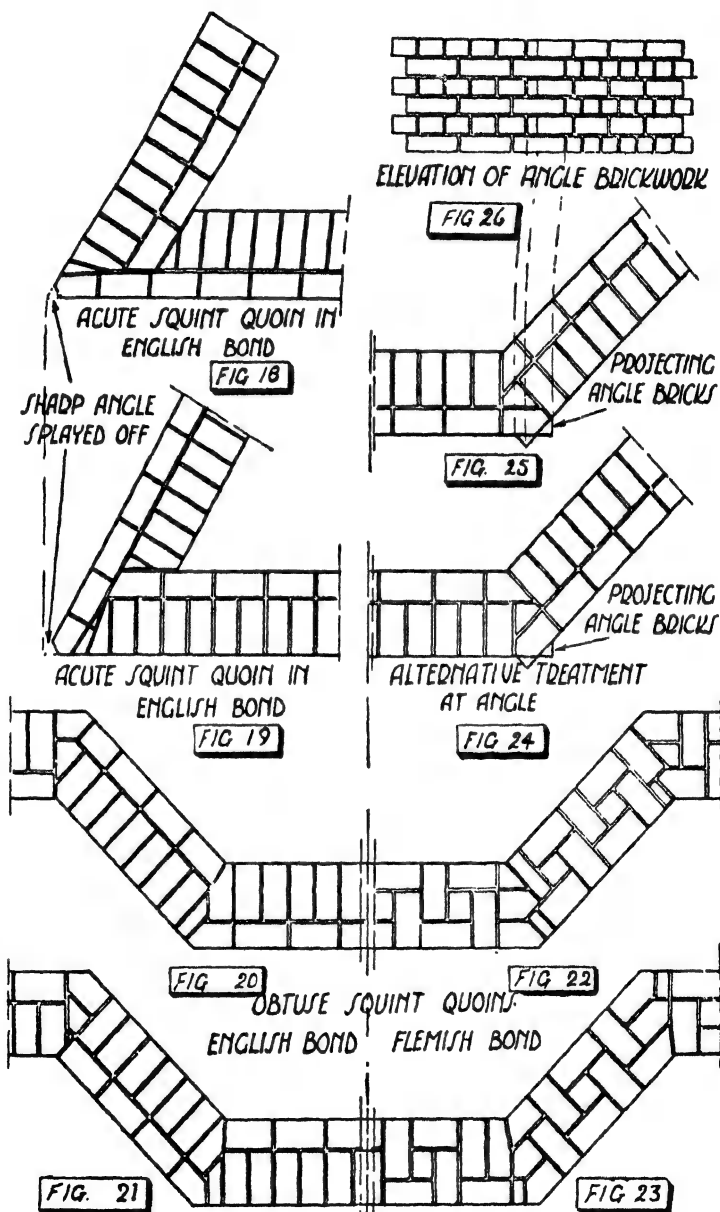 ELEVATION OF ANGLE BRICKWORK
FIG 26
ACUTE SQUINT QUOIN IN
ENGLISH BOND
FIG 18
PROJECTING
ANGLE BRICKS
SHARP ANGLE
SPLAYED OFF
FIG. 25
PROJECTING
ANGLE BRICKS
ACUTE SQUINT QUOIN IN
ENGLISH BOND
FIG 19
ALTERNATIVE TREATMENT
AT ANGLE
FIG 24
FIG 20
FIG 22
OBTUSE SQUINT QUOINS.
ENGLISH BOND FLEMISH BOND
FIG. 21
FIG 23